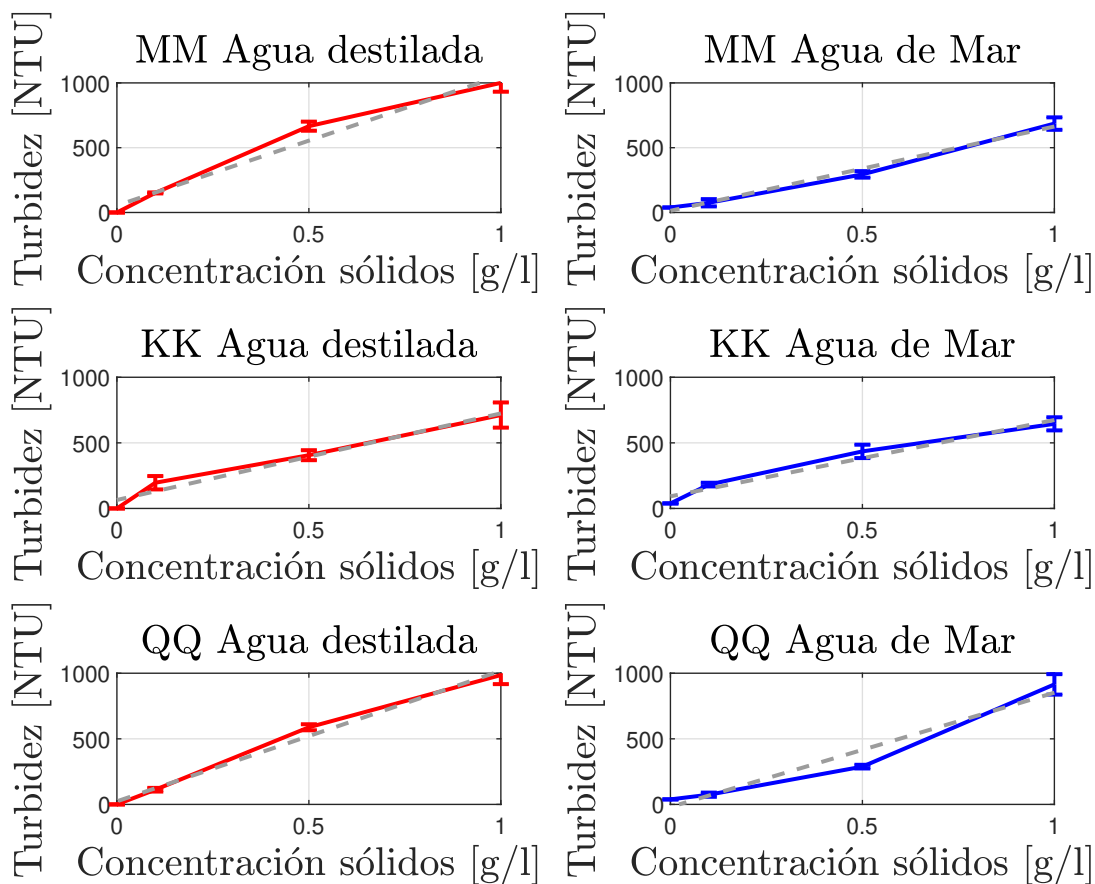 MM Agua destilada
Turbidez [NTU]
1000
500
0
0 0.5 1
Concentración sólidos [g/l]
MM Agua de Mar
Turbidez [NTU]
1000
500
0
0 0.5 1
Concentración sólidos [g/l]
KK Agua destilada
Turbidez [NTU]
1000
500
0
0 0.5 1
Concentración sólidos [g/l]
KK Agua de Mar
Turbidez [NTU]
1000
500
0
0 0.5 1
Concentración sólidos [g/l]
QQ Agua destilada
Turbidez [NTU]
1000
500
0
0 0.5 1
Concentración sólidos [g/l]
QQ Agua de Mar
Turbidez [NTU]
1000
500
0
0 0.5 1
Concentración sólidos [g/l]